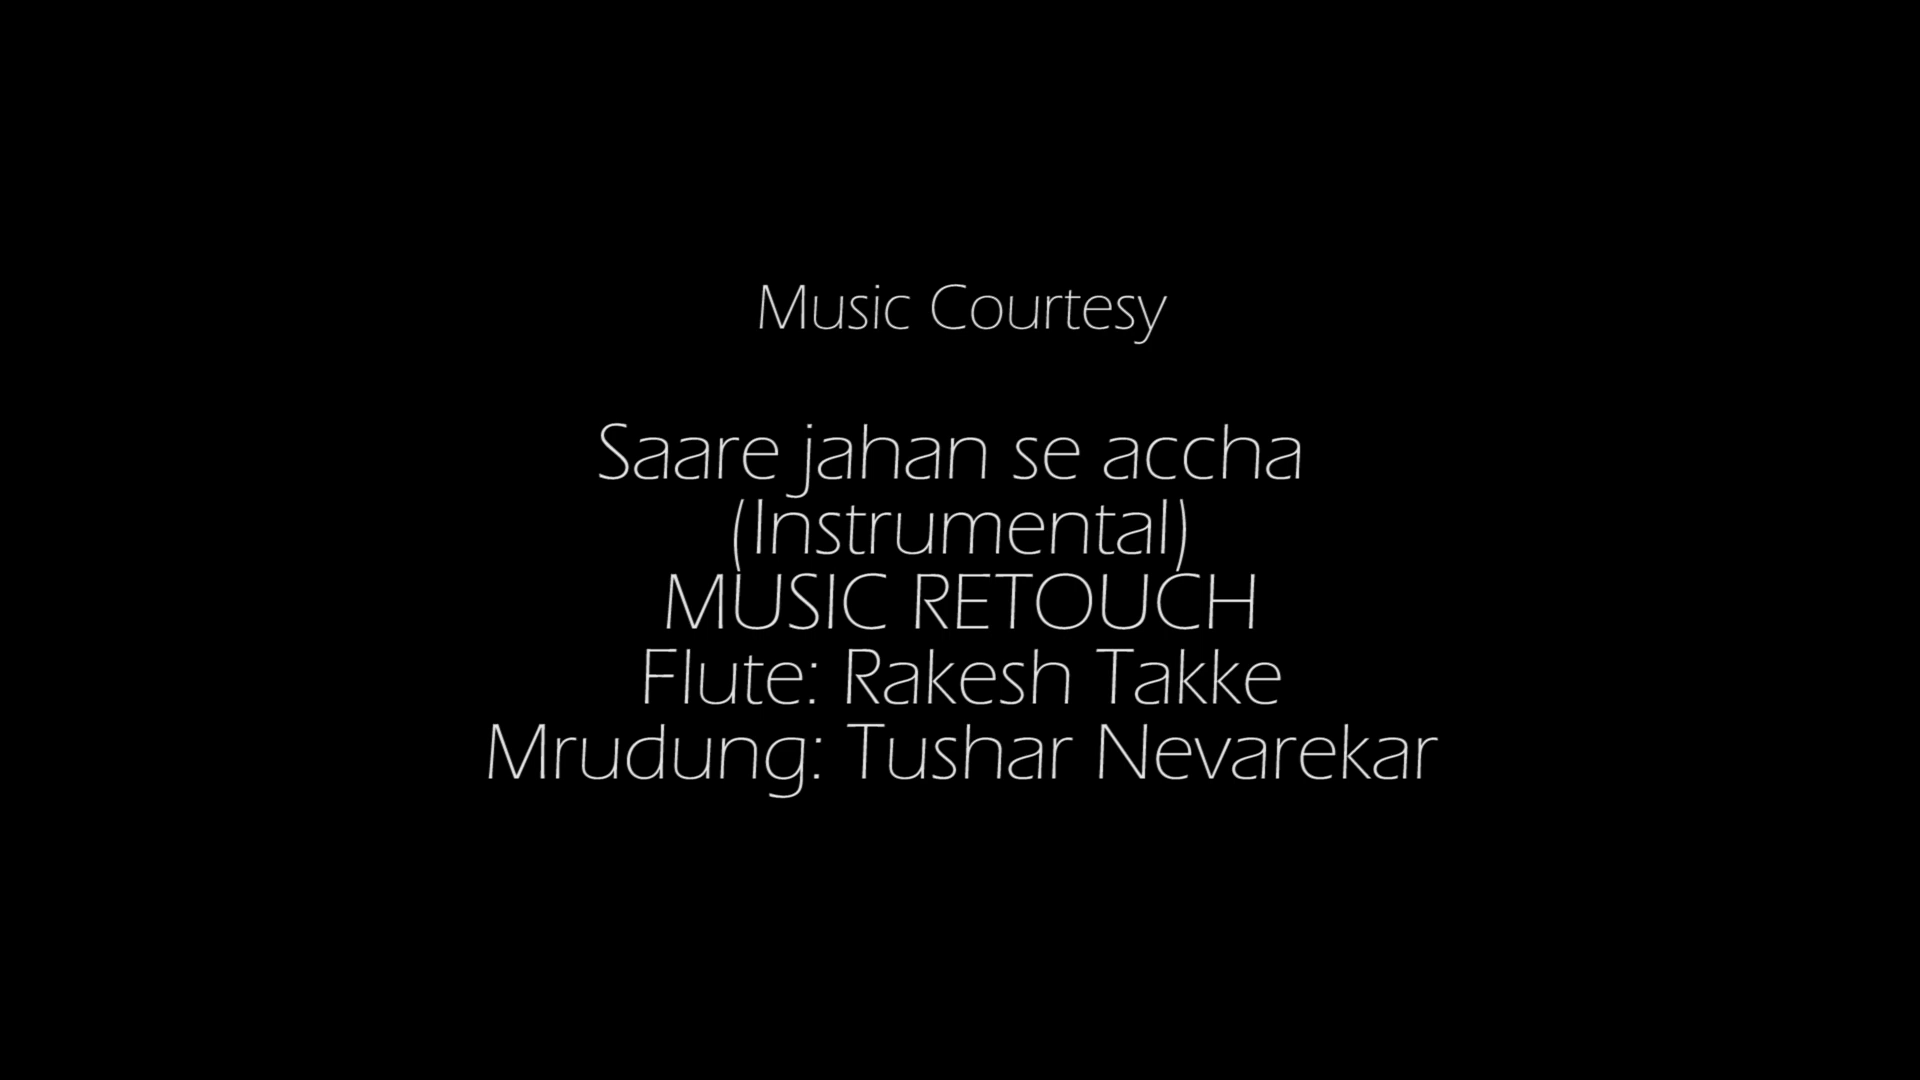 Music Courtesy
Saare jahan se accha
(Instrumental)
MUSIC RETOUCH
Flute: Rakesh Takke
Mrudung: Tushar Nevarekar